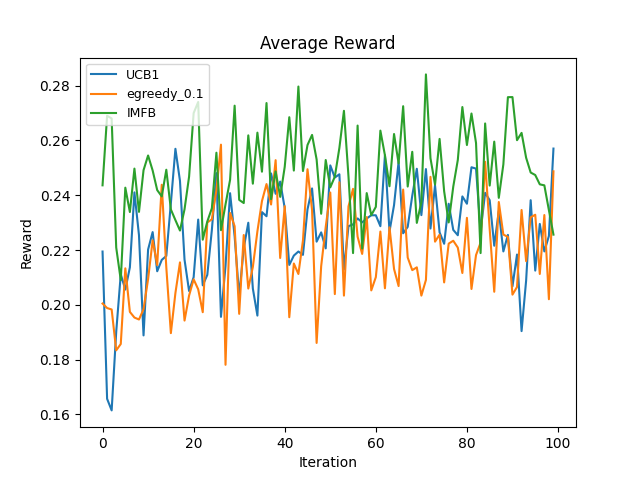 Average Reward
UCB1
egreedy_0.1
IMFB
0.28
0.26
0.24
0.22
0.20
0.18
0.16
Reward
0 20 40 60 80 100
Iteration